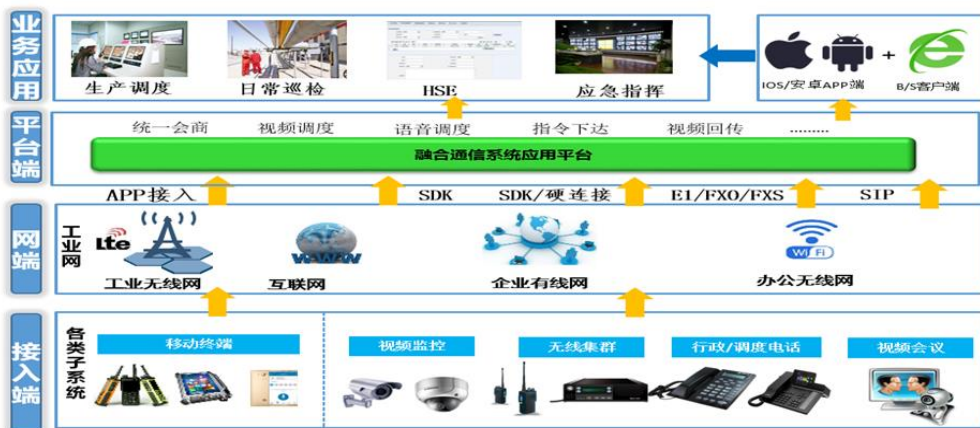 业务应用
生产调度
日常巡检
HSE
应急指挥
IOS/安卓APP端
+
B/S客户端
平台端
统一会商 视频调度 语音调度 指令下达 视频回传 .........
融合通信系统应用平台
APP接入 SDK SDK/硬连接 E1/FXO/FXS SIP
网端
工业网
Lte
工业无线网
WWW
互联网
企业有线网
WiFi
办公无线网
接入端
各类子系统
移动终端
视频监控
无线集群
行政/调度电话
视频会议